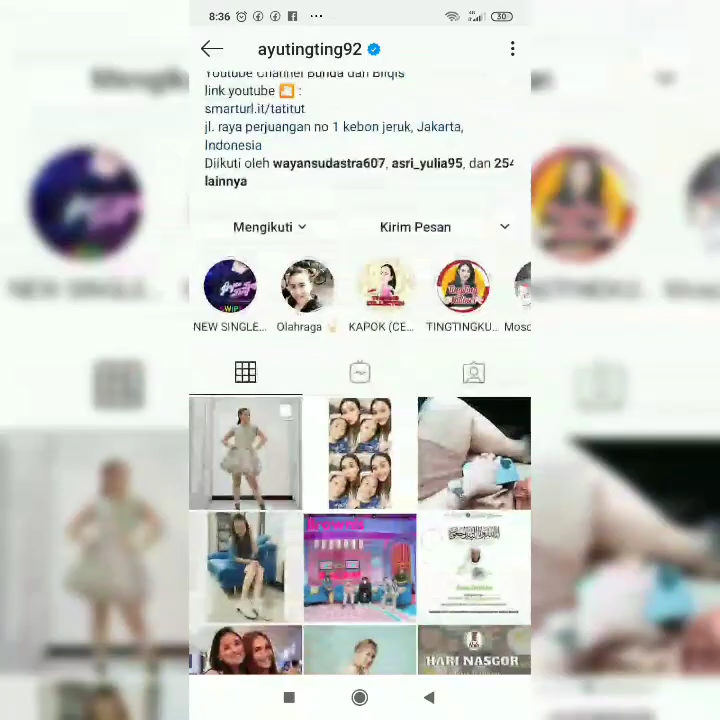 8:36
30
ayutingting92
Youtube Channel Bunda dan Bilqis
link youtube :
smarturl.it/tatitut
jl. raya perjuangan no 1 kebon jeruk, Jakarta,
Indonesia
Diikuti oleh wayansudastra607, asri_yulia95, dan 254
lainnya
Mengikuti
Kirim Pesan
NEW SINGLE...
Olahraga
KAPOK (CE...
TINGTINGKU...
Mosc
HARI NASGOR